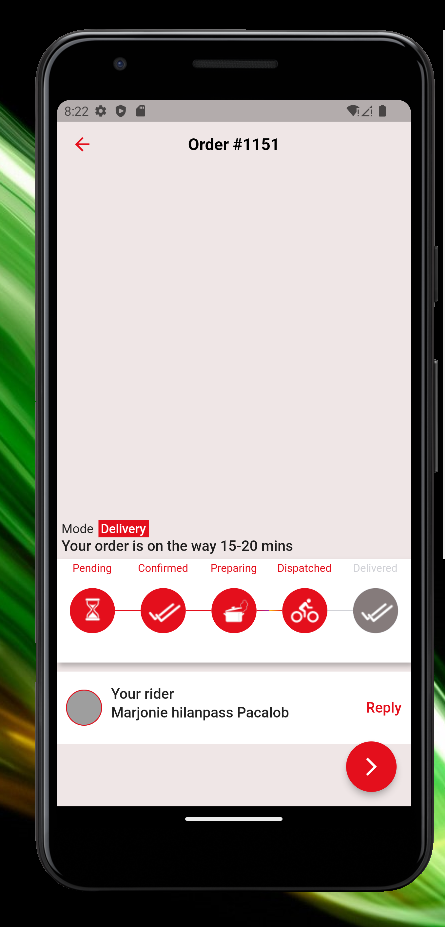 8:22
Order #1151
Mode Delivery
Your order is on the way 15-20 mins
Pending Confirmed Preparing Dispatched Delivered
Your rider
Marjonie hilanpass Pacalob
Reply